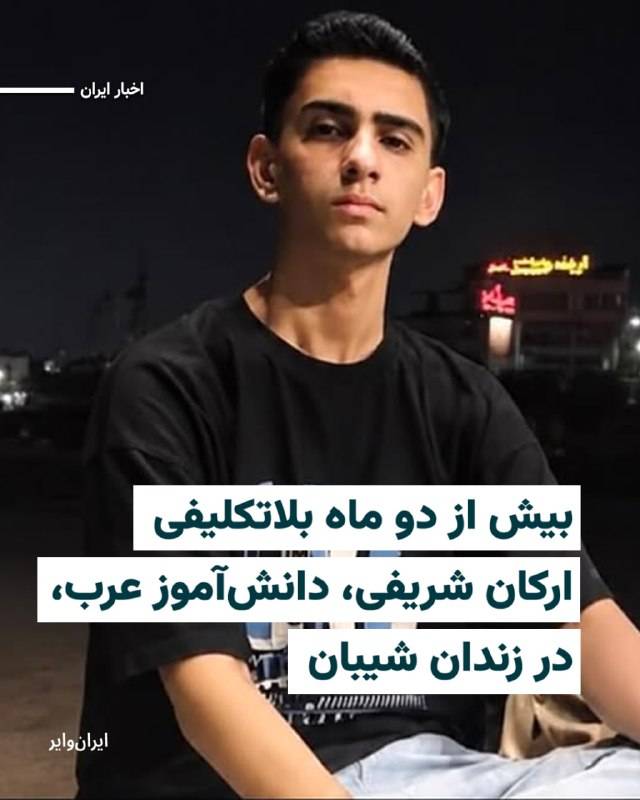 اخبار ایران
بیش از دو ماه بلاتکلیفی
ارکان شریفی، دانش‌آموز عرب،
در زندان شیبان
ایران‌وایر